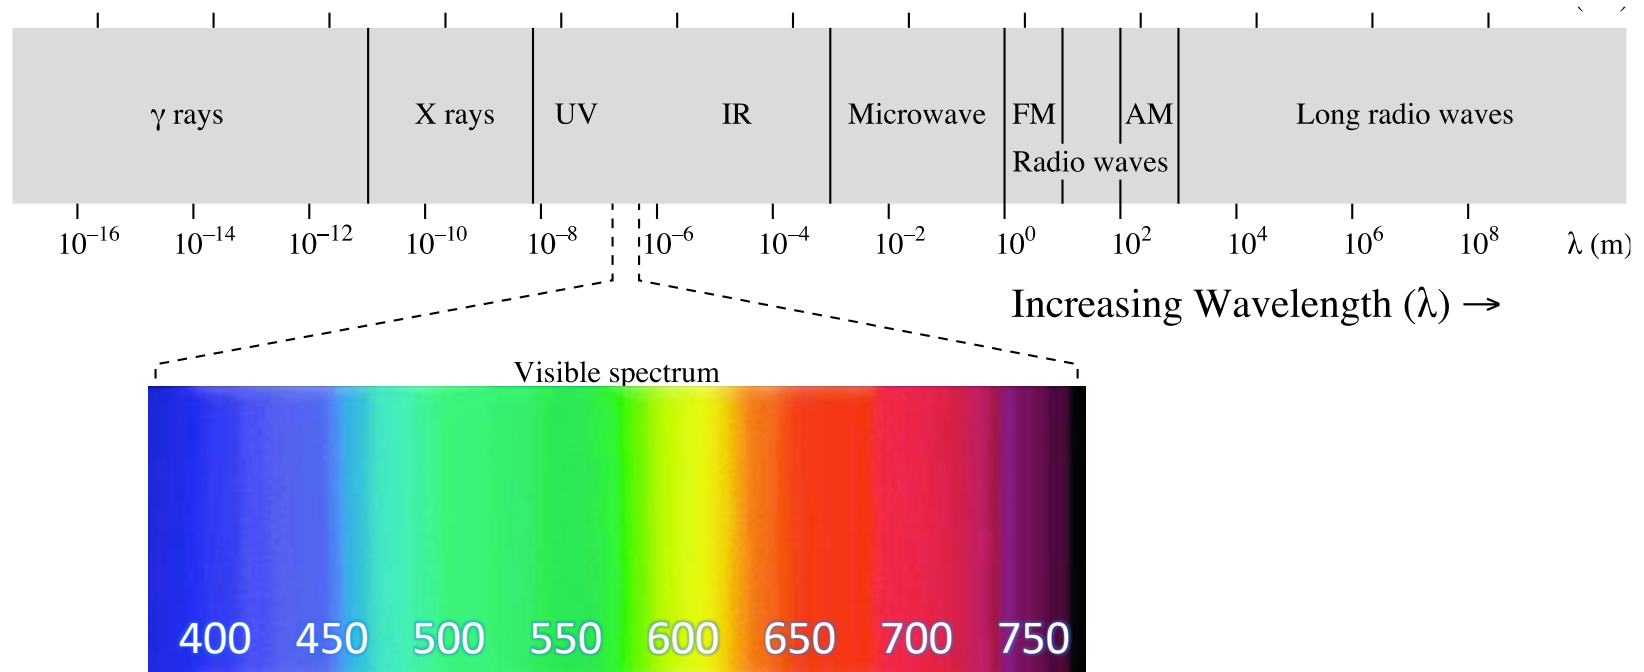 γ rays X rays UV IR Microwave FM AM Long radio waves
Radio waves
10⁻¹⁶ 10⁻¹⁴ 10⁻¹² 10⁻¹⁰ 10⁻⁸ 10⁻⁶ 10⁻⁴ 10⁻² 10⁰ 10² 10⁴ 10⁶ 10⁸ λ (m)
Increasing Wavelength (λ) →
Visible spectrum
400 450 500 550 600 650 700 750